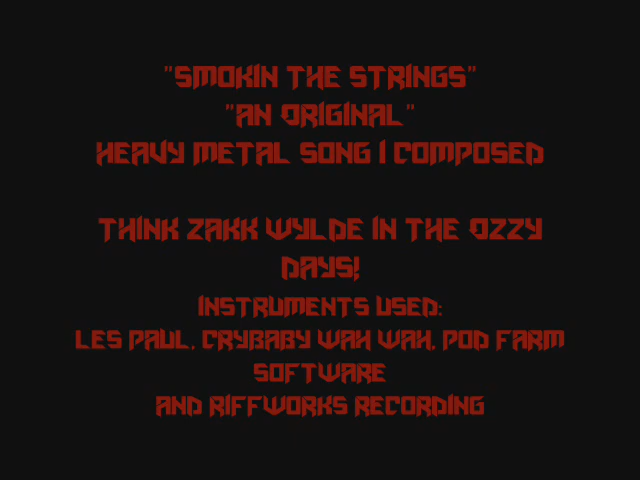 "SMOKIN THE STRINGS"
"AN ORIGINAL"
HEAVY METAL SONG I COMPOSED
THINK ZAKK WYLDE IN THE OZZY
DAYS!
INSTRUMENTS USED:
LES PAUL, CRYBABY WAH WAH, POD FARM
SOFTWARE
AND RIFFWORKS RECORDING